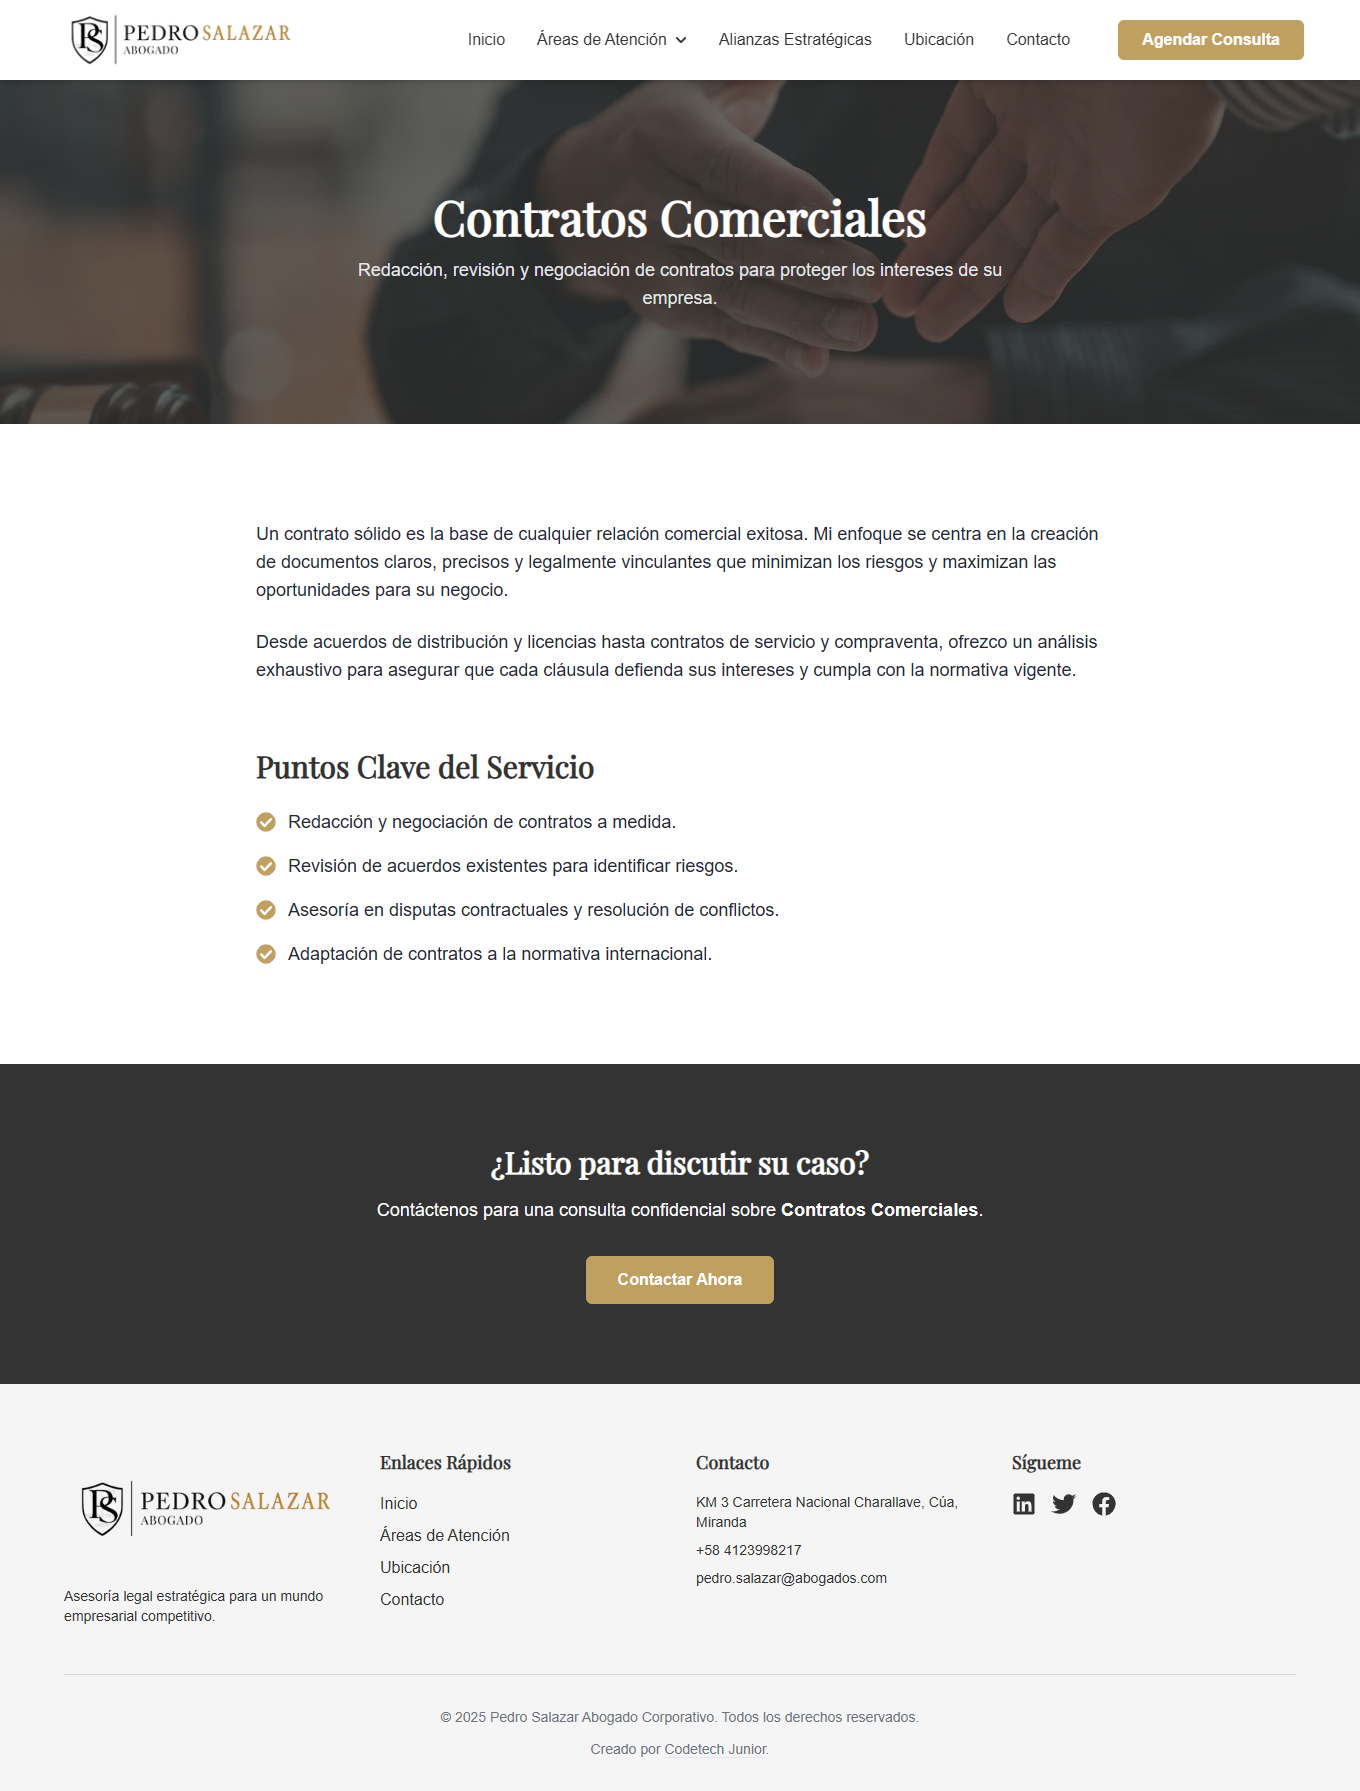 PS PEDRO SALAZAR
ABOGADO
Inicio
Áreas de Atención
Alianzas Estratégicas
Ubicación
Contacto
Agendar Consulta
Contratos Comerciales
Redacción, revisión y negociación de contratos para proteger los intereses de su
empresa.
Un contrato sólido es la base de cualquier relación comercial exitosa. Mi enfoque se centra en la creación
de documentos claros, precisos y legalmente vinculantes que minimizan los riesgos y maximizan las
oportunidades para su negocio.
Desde acuerdos de distribución y licencias hasta contratos de servicio y compraventa, ofrezco un análisis
exhaustivo para asegurar que cada cláusula defienda sus intereses y cumpla con la normativa vigente.
Puntos Clave del Servicio
Redacción y negociación de contratos a medida.
Revisión de acuerdos existentes para identificar riesgos.
Asesoría en disputas contractuales y resolución de conflictos.
Adaptación de contratos a la normativa internacional.
¿Listo para discutir su caso?
Contáctenos para una consulta confidencial sobre Contratos Comerciales.
Contactar Ahora
PS PEDRO SALAZAR
ABOGADO
Asesoría legal estratégica para un mundo
empresarial competitivo.
Enlaces Rápidos
Inicio
Áreas de Atención
Ubicación
Contacto
Contacto
KM 3 Carretera Nacional Charallave, Cúa,
Miranda
+58 4123998217
pedro.salazar@abogados.com
Sígueme
© 2025 Pedro Salazar Abogado Corporativo. Todos los derechos reservados.
Creado por Codetech Junior.